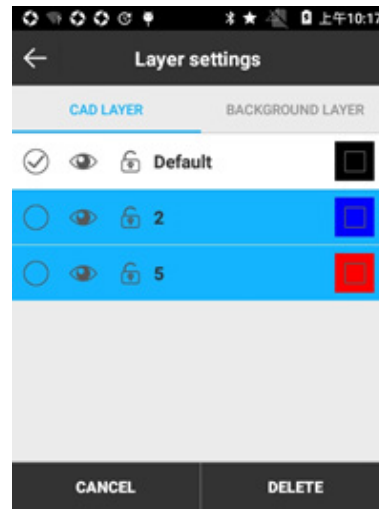 上午10:17
Layer settings
CAD LAYER BACKGROUND LAYER
Default
2
5
CANCEL DELETE